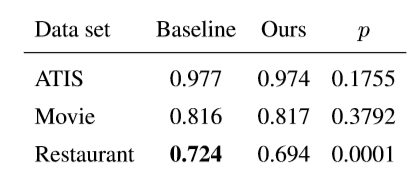 Data set Baseline Ours p
ATIS 0.977 0.974 0.1755
Movie 0.816 0.817 0.3792
Restaurant 0.724 0.694 0.0001